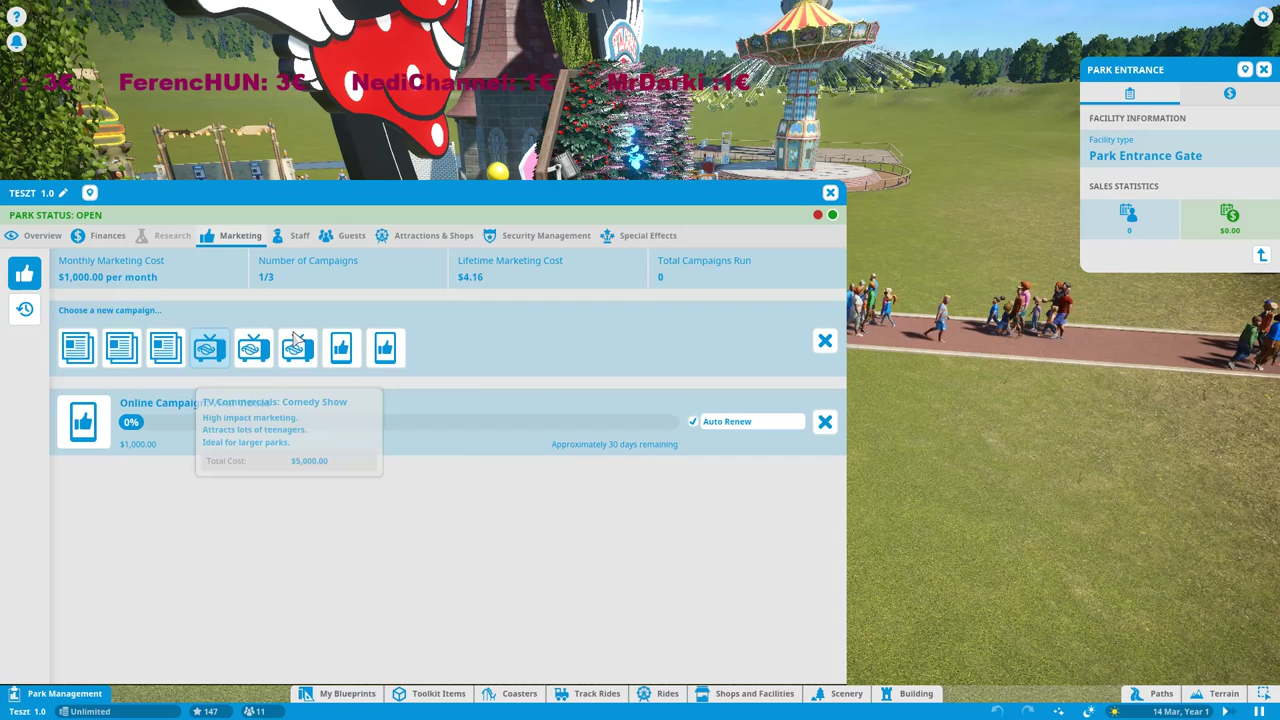 : 3€ FerencHUN: 3€ NediChannel: 1€ MrDarki :1€
PARK ENTRANCE
FACILITY INFORMATION
Facility type
Park Entrance Gate
SALES STATISTICS
0 $0.00
TESZT 1.0
PARK STATUS: OPEN
Overview Finances Research Marketing Staff Guests Attractions & Shops Security Management Special Effects
Monthly Marketing Cost Number of Campaigns Lifetime Marketing Cost Total Campaigns Run
$1,000.00 per month 1/3 $4.16 0
Choose a new campaign...
Online Campaign
0%
$1,000.00
Approximately 30 days remaining
Auto Renew
TV Commercials: Comedy Show
High impact marketing.
Attracts lots of teenagers.
Ideal for larger parks.
Total Cost: $5,000.00
Park Management My Blueprints Toolkit Items Coasters Track Rides Rides Shops and Facilities Scenery Building Paths Terrain
Teszt 1.0 Unlimited 147 11 14 Mar, Year 1